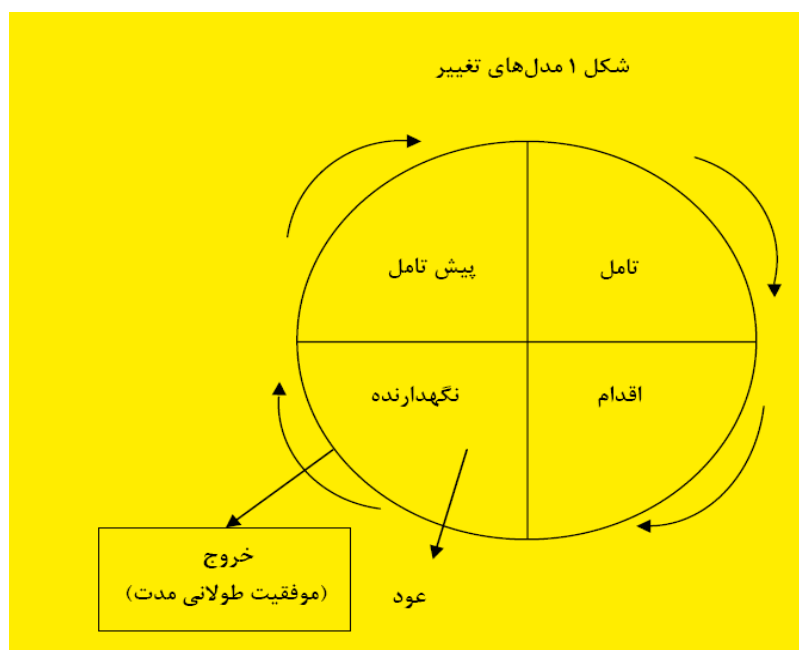 شکل ۱ مدل‌های تغییر
تامل
پیش تامل
اقدام
نگهدارنده
خروج
(موفقیت طولانی مدت)
عود